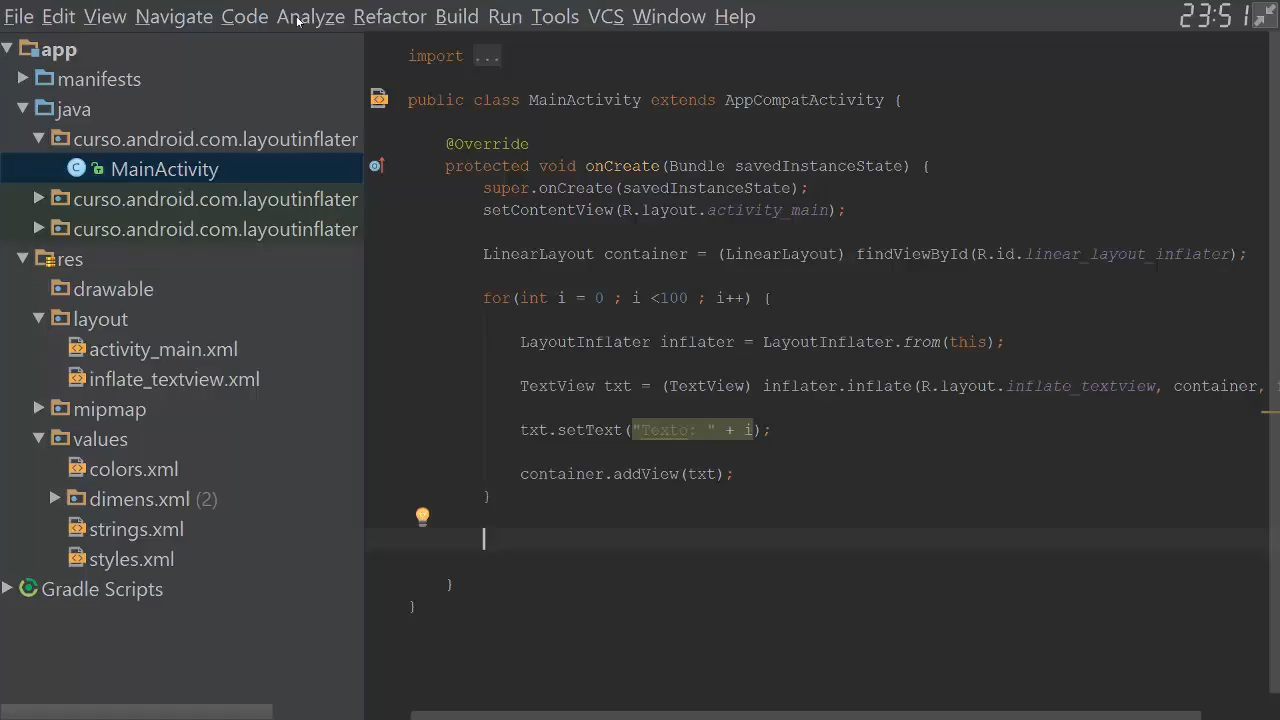 File Edit View Navigate Code Analyze Refactor Build Run Tools VCS Window Help
23:51
app
manifests
java
curso.android.com.layoutinflater
MainActivity
curso.android.com.layoutinflater
curso.android.com.layoutinflater
res
drawable
layout
activity_main.xml
inflate_textview.xml
mipmap
values
colors.xml
dimens.xml (2)
strings.xml
styles.xml
Gradle Scripts
import ...
public class MainActivity extends AppCompatActivity {
@Override
protected void onCreate(Bundle savedInstanceState) {
super.onCreate(savedInstanceState);
setContentView(R.layout.activity_main);
LinearLayout container = (LinearLayout) findViewById(R.id.linear_layout_inflater);
for(int i = 0 ; i <100 ; i++) {
LayoutInflater inflater = LayoutInflater.from(this);
TextView txt = (TextView) inflater.inflate(R.layout.inflate_textview, container,
txt.setText("Texto: " + i);
container.addView(txt);
}
}
}